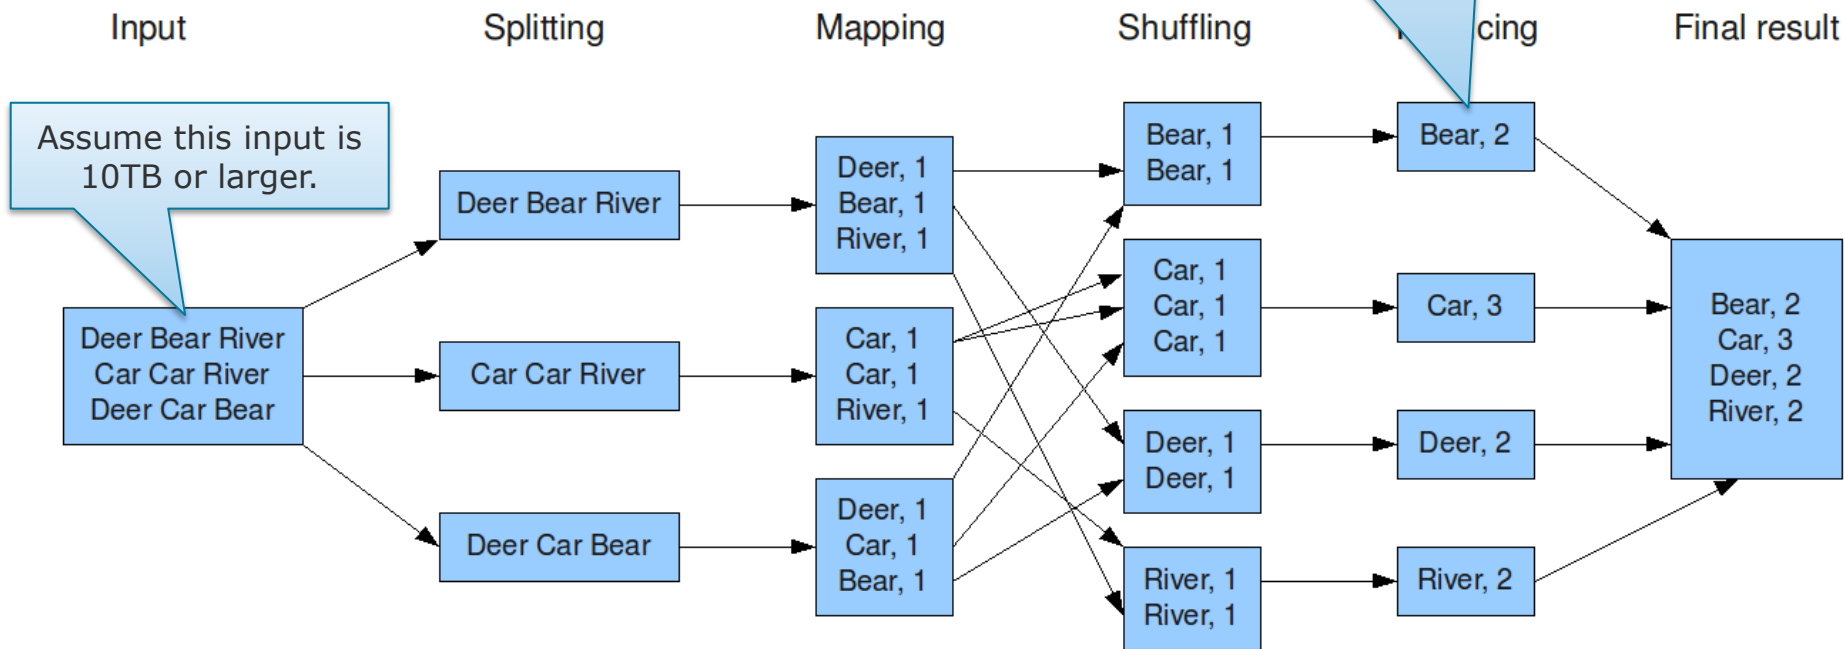 Input
Splitting
Mapping
Shuffling
cing
Final result
Assume this input is
10TB or larger.
Deer Bear River
Car Car River
Deer Car Bear
Deer Bear River
Car Car River
Deer Car Bear
Deer, 1
Bear, 1
River, 1
Car, 1
Car, 1
River, 1
Deer, 1
Car, 1
Bear, 1
Bear, 1
Bear, 1
Car, 1
Car, 1
Car, 1
Deer, 1
Deer, 1
River, 1
River, 1
Bear, 2
Car, 3
Deer, 2
River, 2
Bear, 2
Car, 3
Deer, 2
River, 2